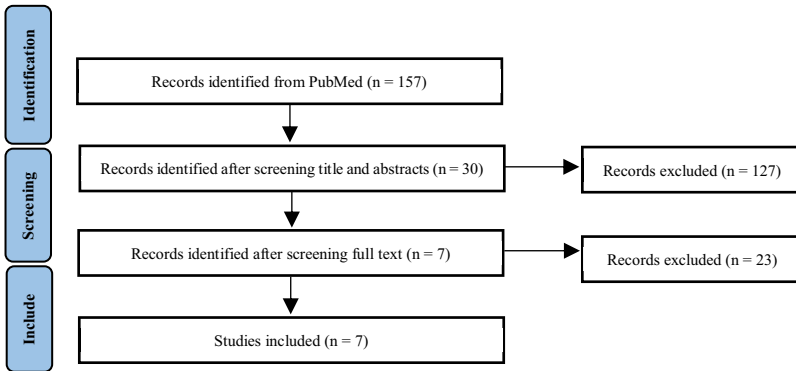 Identification
Records identified from PubMed (n = 157)
Records identified after screening title and abstracts (n = 30)
Records excluded (n = 127)
Screening
Records identified after screening full text (n = 7)
Records excluded (n = 23)
Include
Studies included (n = 7)